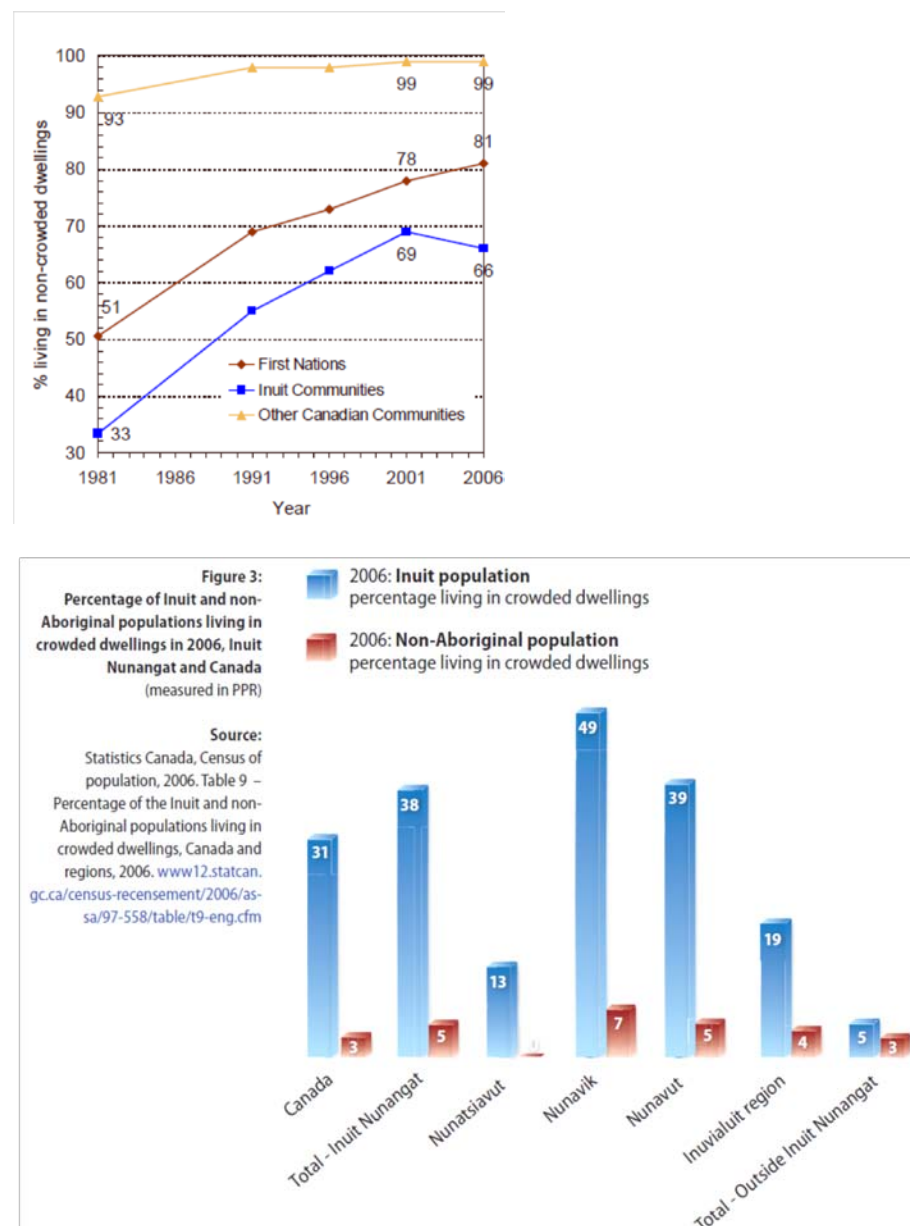 100
90
80
70
60
50
40
30
% living in non-crowded dwellings
93
99
99
51
78
81
33
69
66
First Nations
Inuit Communities
Other Canadian Communities
1981 1986 1991 1996 2001 2006
Year
Figure 3:
Percentage of Inuit and non-
Aboriginal populations living in
crowded dwellings in 2006, Inuit
Nunangat and Canada
(measured in PPR)
Source:
Statistics Canada, Census of
population, 2006. Table 9 –
Percentage of the Inuit and non-
Aboriginal populations living in
crowded dwellings, Canada and
regions, 2006. www12.statcan.
gc.ca/census-recensement/2006/as-
sa/97-558/table/t9-eng.cfm
2006: Inuit population
percentage living in crowded dwellings
2006: Non-Aboriginal population
percentage living in crowded dwellings
31
3
38
5
13
49
7
39
5
19
4
5
3
Canada
Total - Inuit Nunangat
Nunatsiavut
Nunavik
Nunavut
Inuvialuit region
Total - Outside Inuit Nunangat